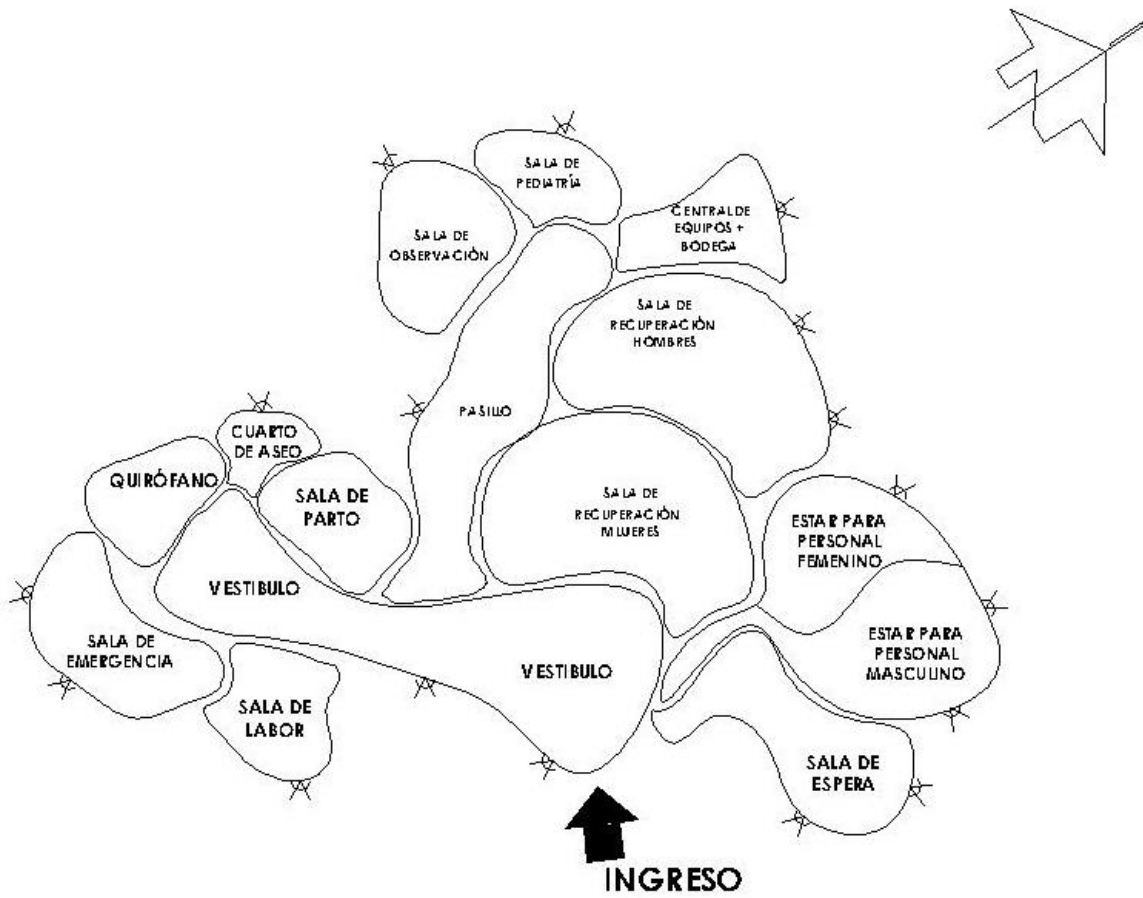 SALA DE
PEDIATRÍA
CENTRAL DE
EQUIPOS +
BODEGA
SALA DE
OBSERVACIÓN
SALA DE
RECUPERACIÓN
HOMBRES
PASILLO
CUARTO
DE ASEO
QUIRÓFANO
SALA DE
PARTO
SALA DE
RECUPERACIÓN
MUJERES
ESTAR PARA
PERSONAL
FEMENINO
VESTIBULO
SALA DE
EMERGENCIA
ESTAR PARA
PERSONAL
MASCULINO
VESTIBULO
SALA DE
LABOR
SALA DE
ESPERA
INGRESO